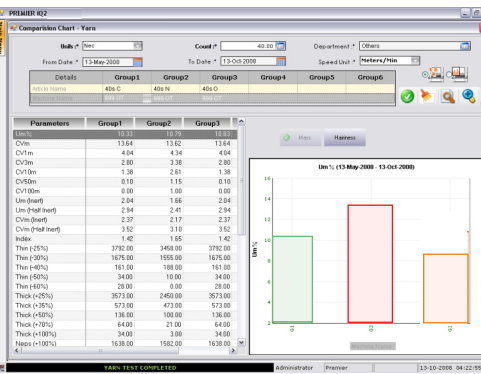 PREMIER iQ2
Comparision Chart - Yarn
Units :* Nec Count :* 40.00 Department :* Others
From Date :* 13-May-2008 To Date :* 13-Oct-2008 Speed Unit :* Meters/Min
Details Group1 Group2 Group3 Group4 Group5 Group6
Article Name 40s C 40s N 40s O
Parameters Group1 Group2 Group3
Um% 10.33 10.79 10.83
CVm 13.64 13.62 13.64
CV1m 4.04 4.34 4.04
CV3m 2.80 3.38 2.80
CV10m 1.38 2.61 1.38
CV50m 0.10 1.15 0.10
CV100m 0.00 1.00 0.00
Um (Inert) 2.04 1.66 2.04
Um (Half Inert) 2.94 2.41 2.94
CVm (Inert) 2.37 2.17 2.37
CVm (Half Inert) 3.52 3.10 3.52
Index 1.42 1.65 1.42
Thin (-25%) 3792.00 3458.00 3792.00
Thin (-30%) 1675.00 1555.00 1675.00
Thin (-40%) 161.00 188.00 161.00
Thin (-50%) 34.00 10.00 34.00
Thin (-60%) 28.00 8.00 28.00
Thick (+25%) 3573.00 2450.00 3573.00
Thick (+35%) 573.00 473.00 573.00
Thick (+50%) 136.00 100.00 136.00
Thick (+70%) 64.00 21.00 64.00
Thick (+100%) 34.00 3.00 34.00
Neps (+100%) 1638.00 1582.00 1638.00
Mass Hairness
Um% (13-May-2008 - 13-Oct-2008)
Um%
16
14
12
10
8
6
4
2
G1 G2
YARN TEST COMPLETED Administrator Premier 13-10-2008 04:22:55